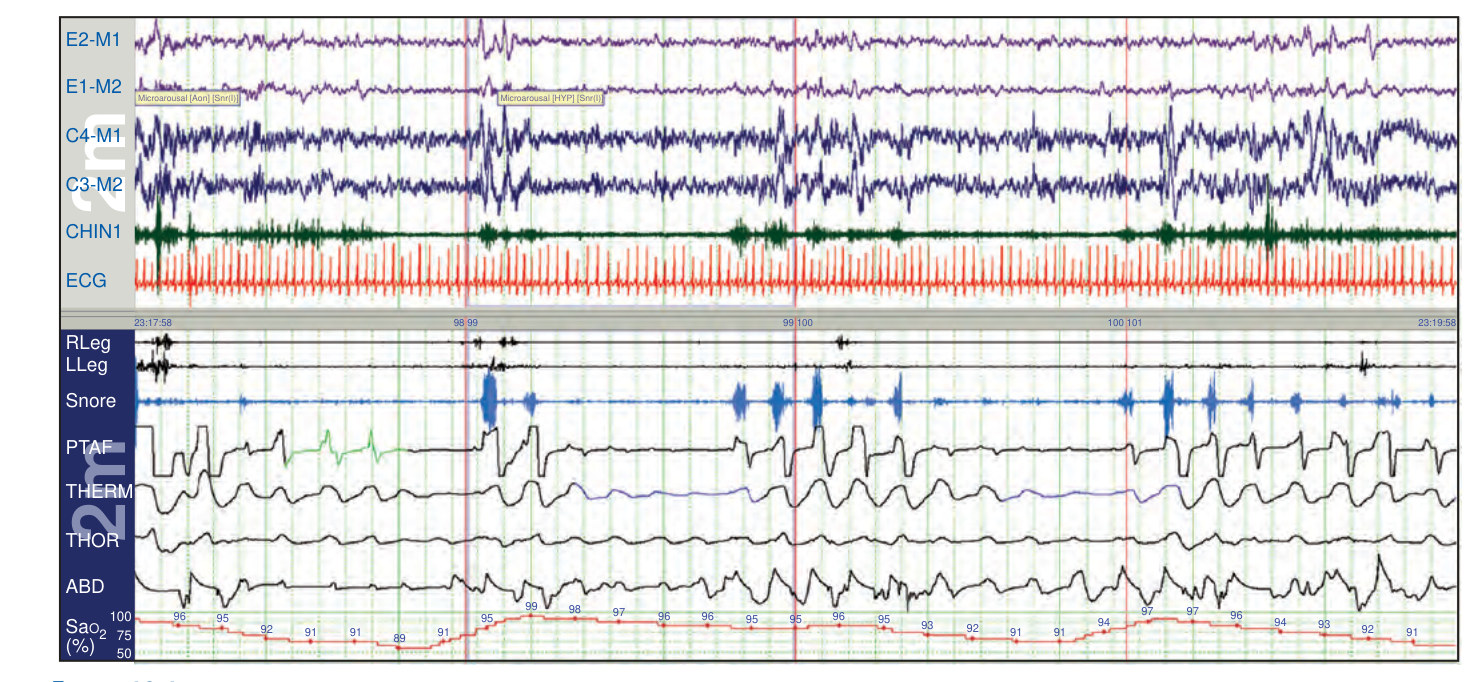 E2-M1
E1-M2
Microarousal [Aon] [Snr(I)]
Microarousal [HYP] [Snr(I)]
C4-M1
2m
C3-M2
CHIN1
ECG
23:17:58 98 99 99 100 100 101 23:19:58
RLeg
LLeg
Snore
PTAF
2m
THERM
THOR
ABD
Sao2 (%)
100
75
50
96 95 92 91 91 89 91 95 99 98 97 96 96 95 95 96 95 93 92 91 91 94 97 97 96 94 93 92 91